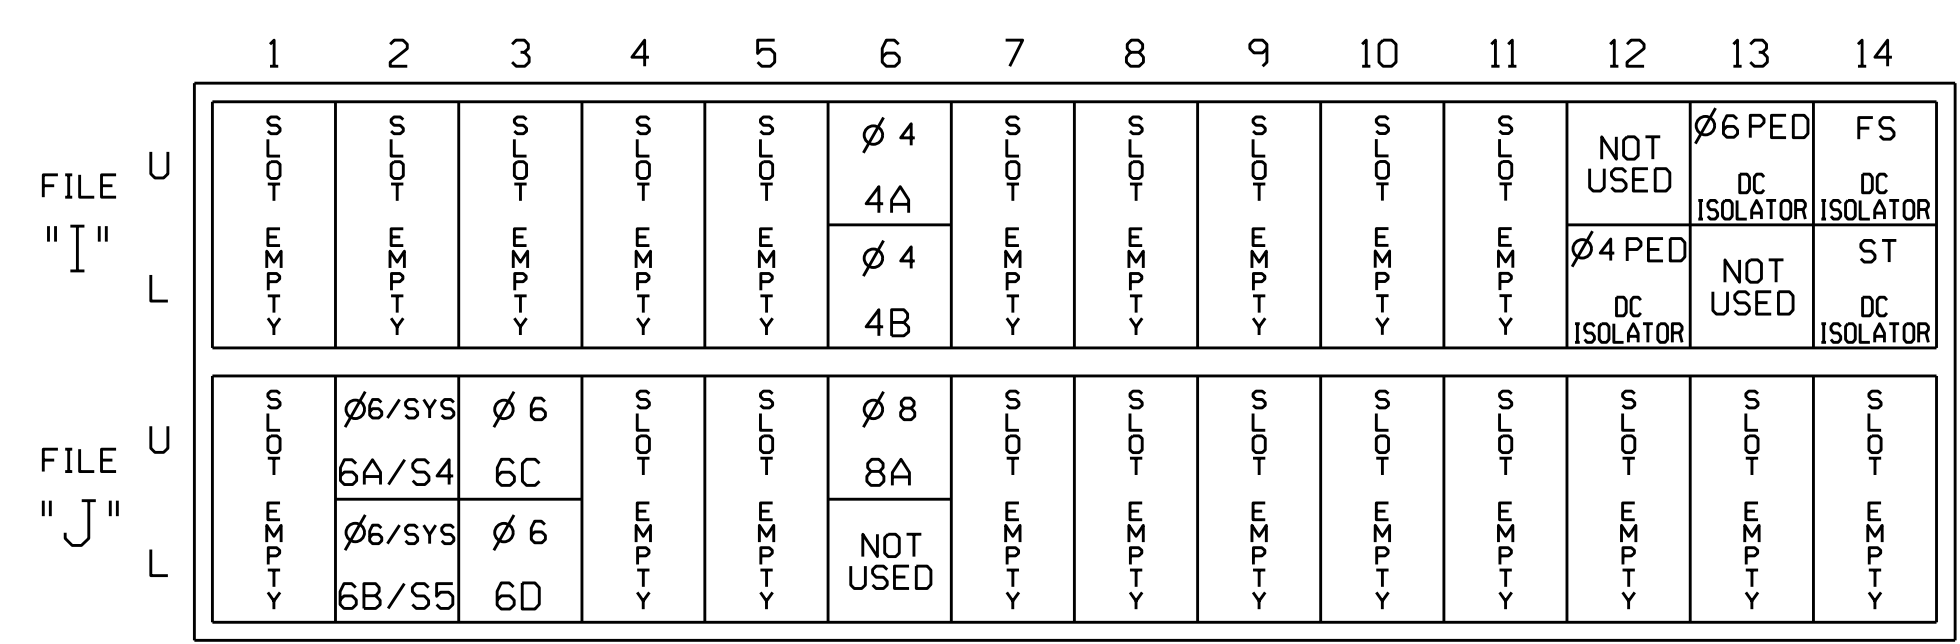 1 2 3 4 5 6 7 8 9 10 11 12 13 14
FILE "I"
U
L
SLOT EMPTY
SLOT EMPTY
SLOT EMPTY
SLOT EMPTY
SLOT EMPTY
Ø 4
4A
Ø 4
4B
SLOT EMPTY
SLOT EMPTY
SLOT EMPTY
SLOT EMPTY
SLOT EMPTY
NOT
USED
Ø4 PED
DC
ISOLATOR
Ø6 PED
DC
ISOLATOR
NOT
USED
FS
DC
ISOLATOR
ST
DC
ISOLATOR
FILE "J"
U
L
SLOT EMPTY
Ø6/SYS
6A/S4
Ø6/SYS
6B/S5
Ø 6
6C
Ø 6
6D
SLOT EMPTY
SLOT EMPTY
Ø 8
8A
NOT
USED
SLOT EMPTY
SLOT EMPTY
SLOT EMPTY
SLOT EMPTY
SLOT EMPTY
SLOT EMPTY
SLOT EMPTY
SLOT EMPTY